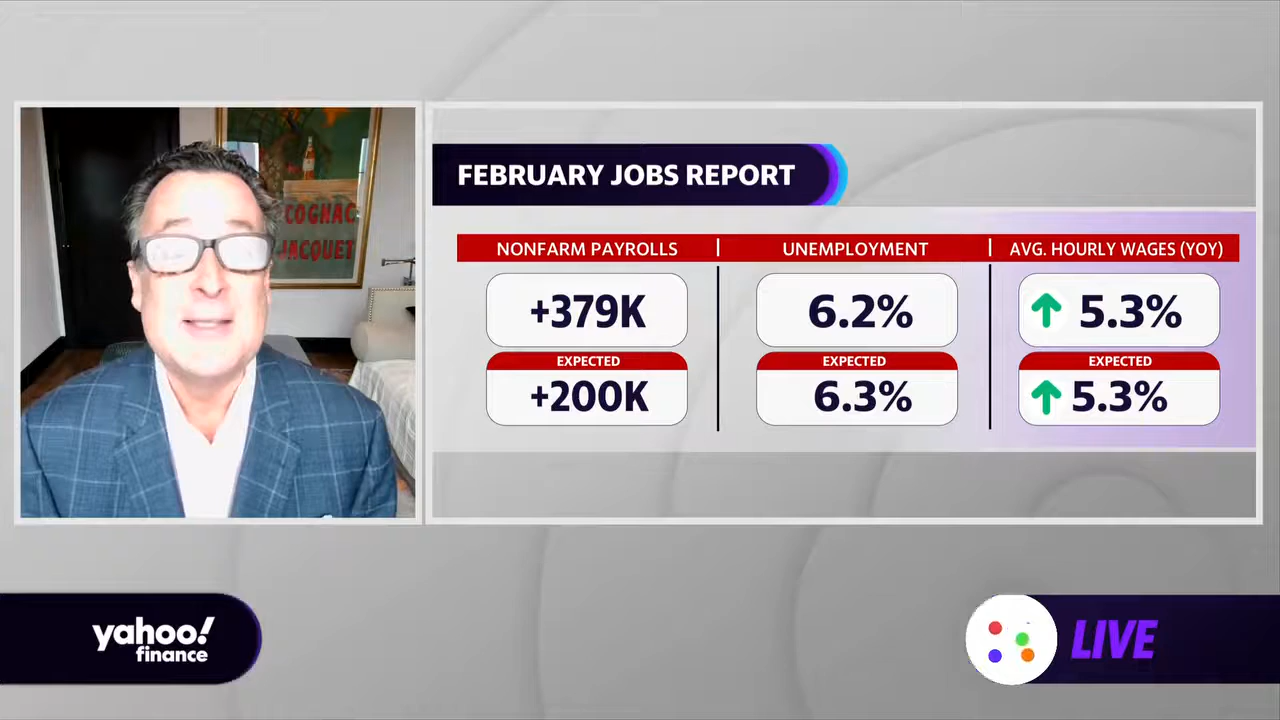 COGNAC
JACQUET
FEBRUARY JOBS REPORT
NONFARM PAYROLLS | UNEMPLOYMENT | AVG. HOURLY WAGES (YOY)
+379K 6.2% 5.3%
EXPECTED EXPECTED EXPECTED
+200K 6.3% 5.3%
yahoo!
finance
LIVE